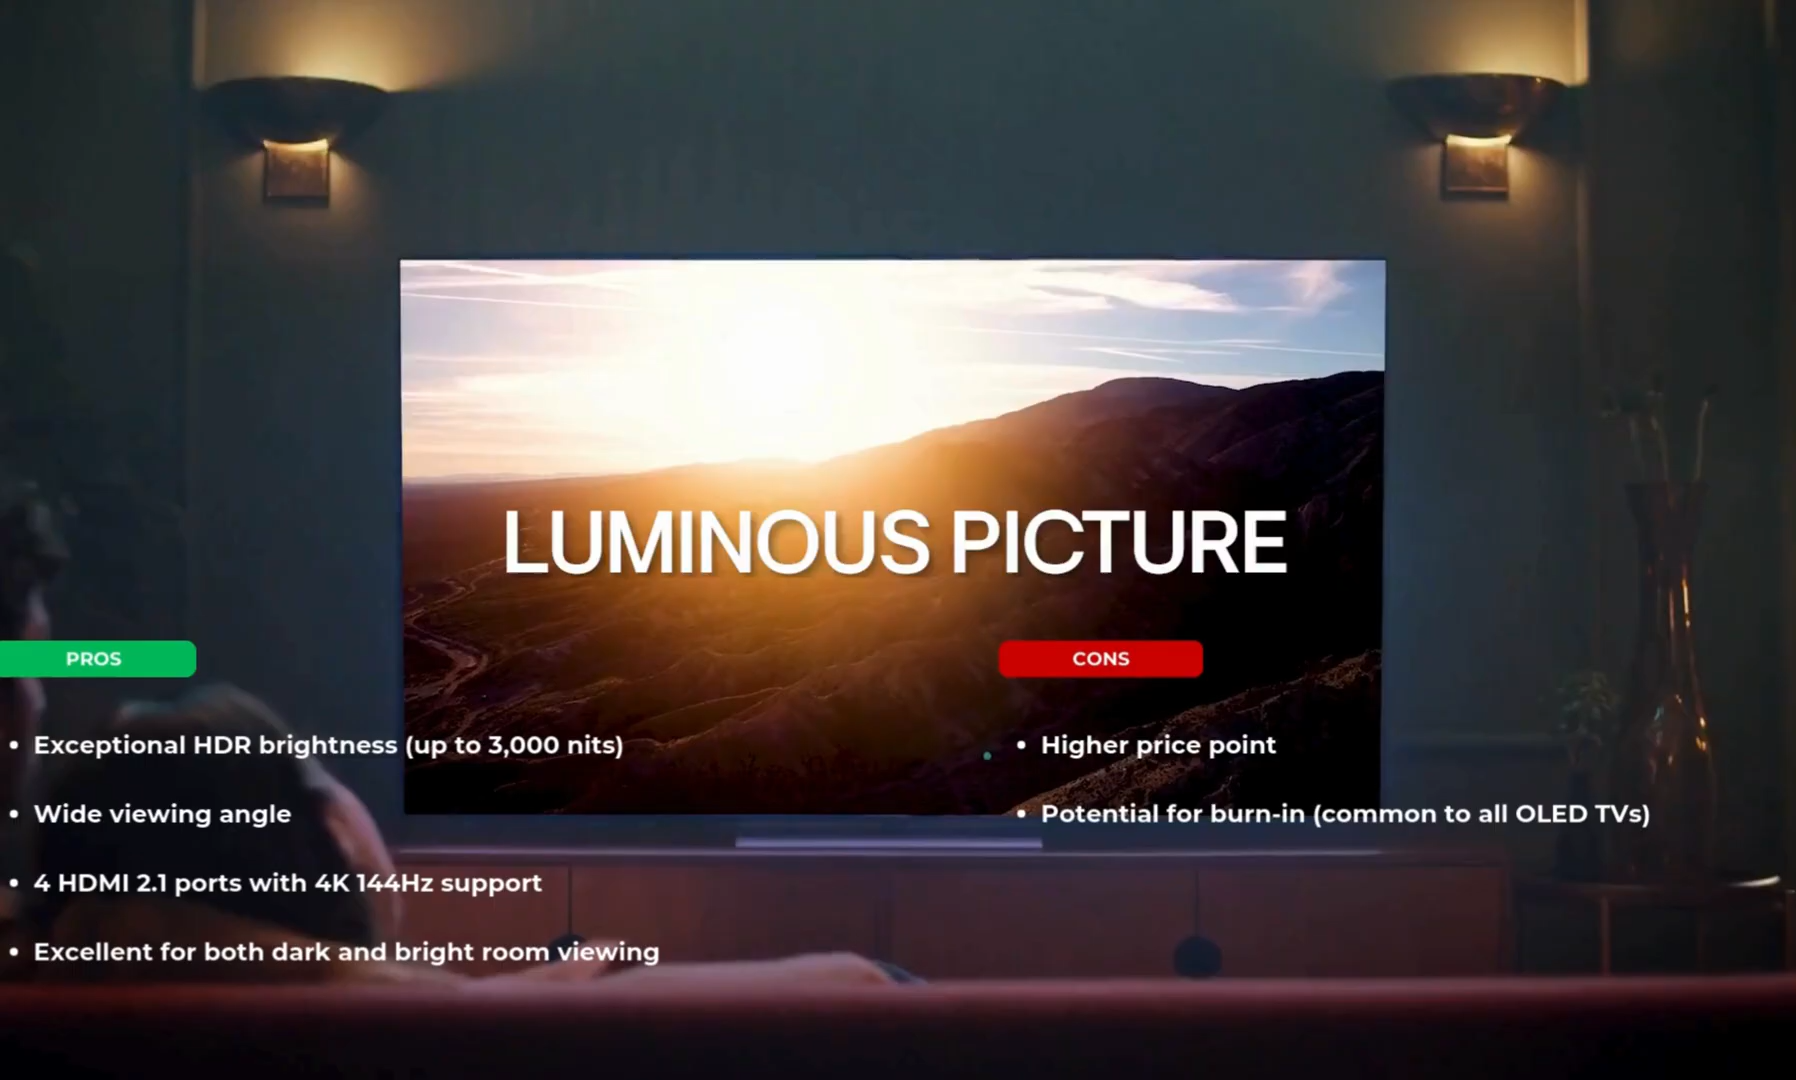 LUMINOUS PICTURE
PROS
• Exceptional HDR brightness (up to 3,000 nits)
• Wide viewing angle
• 4 HDMI 2.1 ports with 4K 144Hz support
• Excellent for both dark and bright room viewing
CONS
• Higher price point
• Potential for burn-in (common to all OLED TVs)